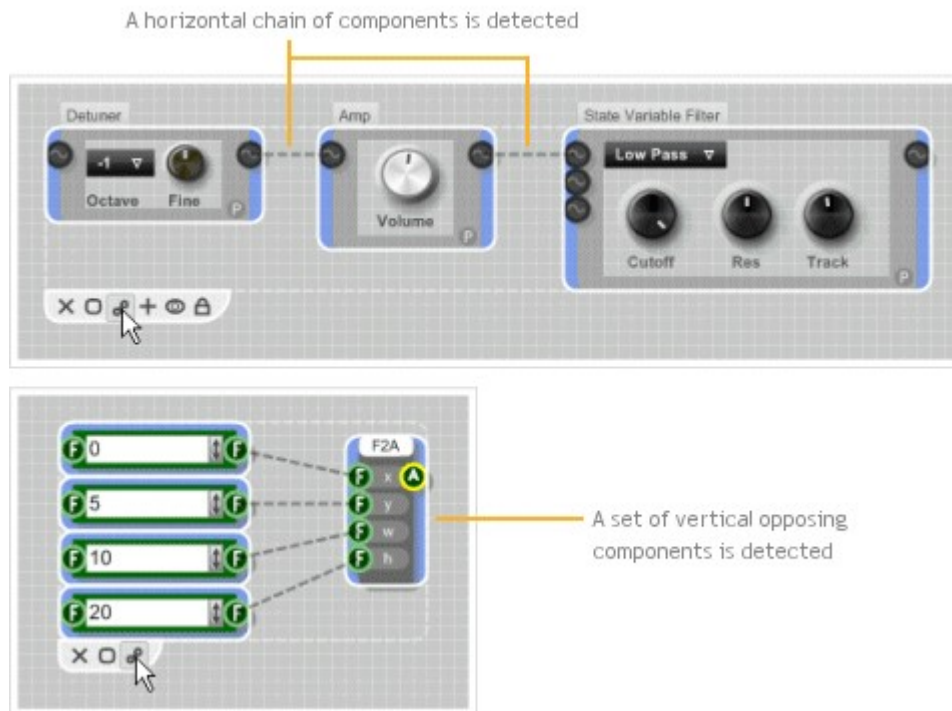 A horizontal chain of components is detected
Detuner
Amp
State Variable Filter
-1
Octave Fine
P
Volume
P
Low Pass
Cutoff Res Track
P
F 0 F
F 5 F
F 10 F
F 20 F
F2A
F x A
F y
F w
F h
A set of vertical opposing
components is detected